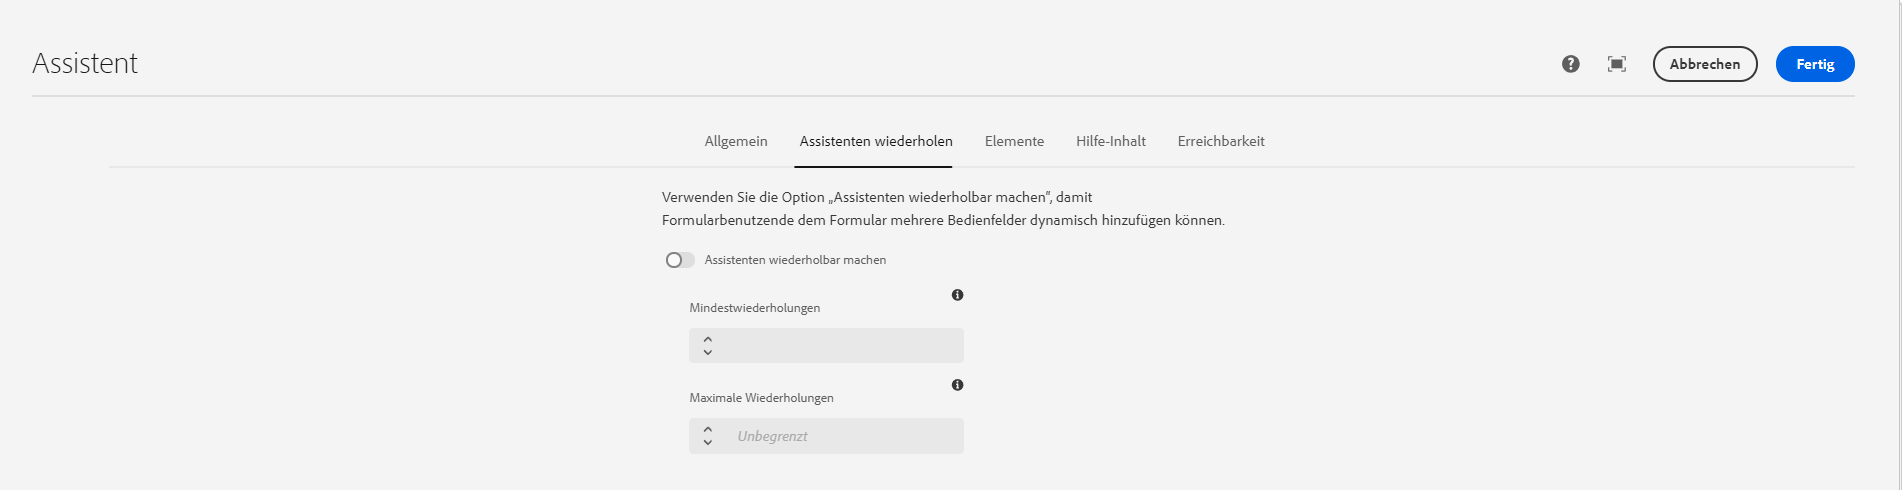 Assistent
Abbrechen
Fertig
Allgemein
Assistenten wiederholen
Elemente
Hilfe-Inhalt
Erreichbarkeit
Verwenden Sie die Option „Assistenten wiederholbar machen“, damit
Formularbenutzende dem Formular mehrere Bedienfelder dynamisch hinzufügen können.
Assistenten wiederholbar machen
Mindestwiederholungen
Maximale Wiederholungen
Unbegrenzt